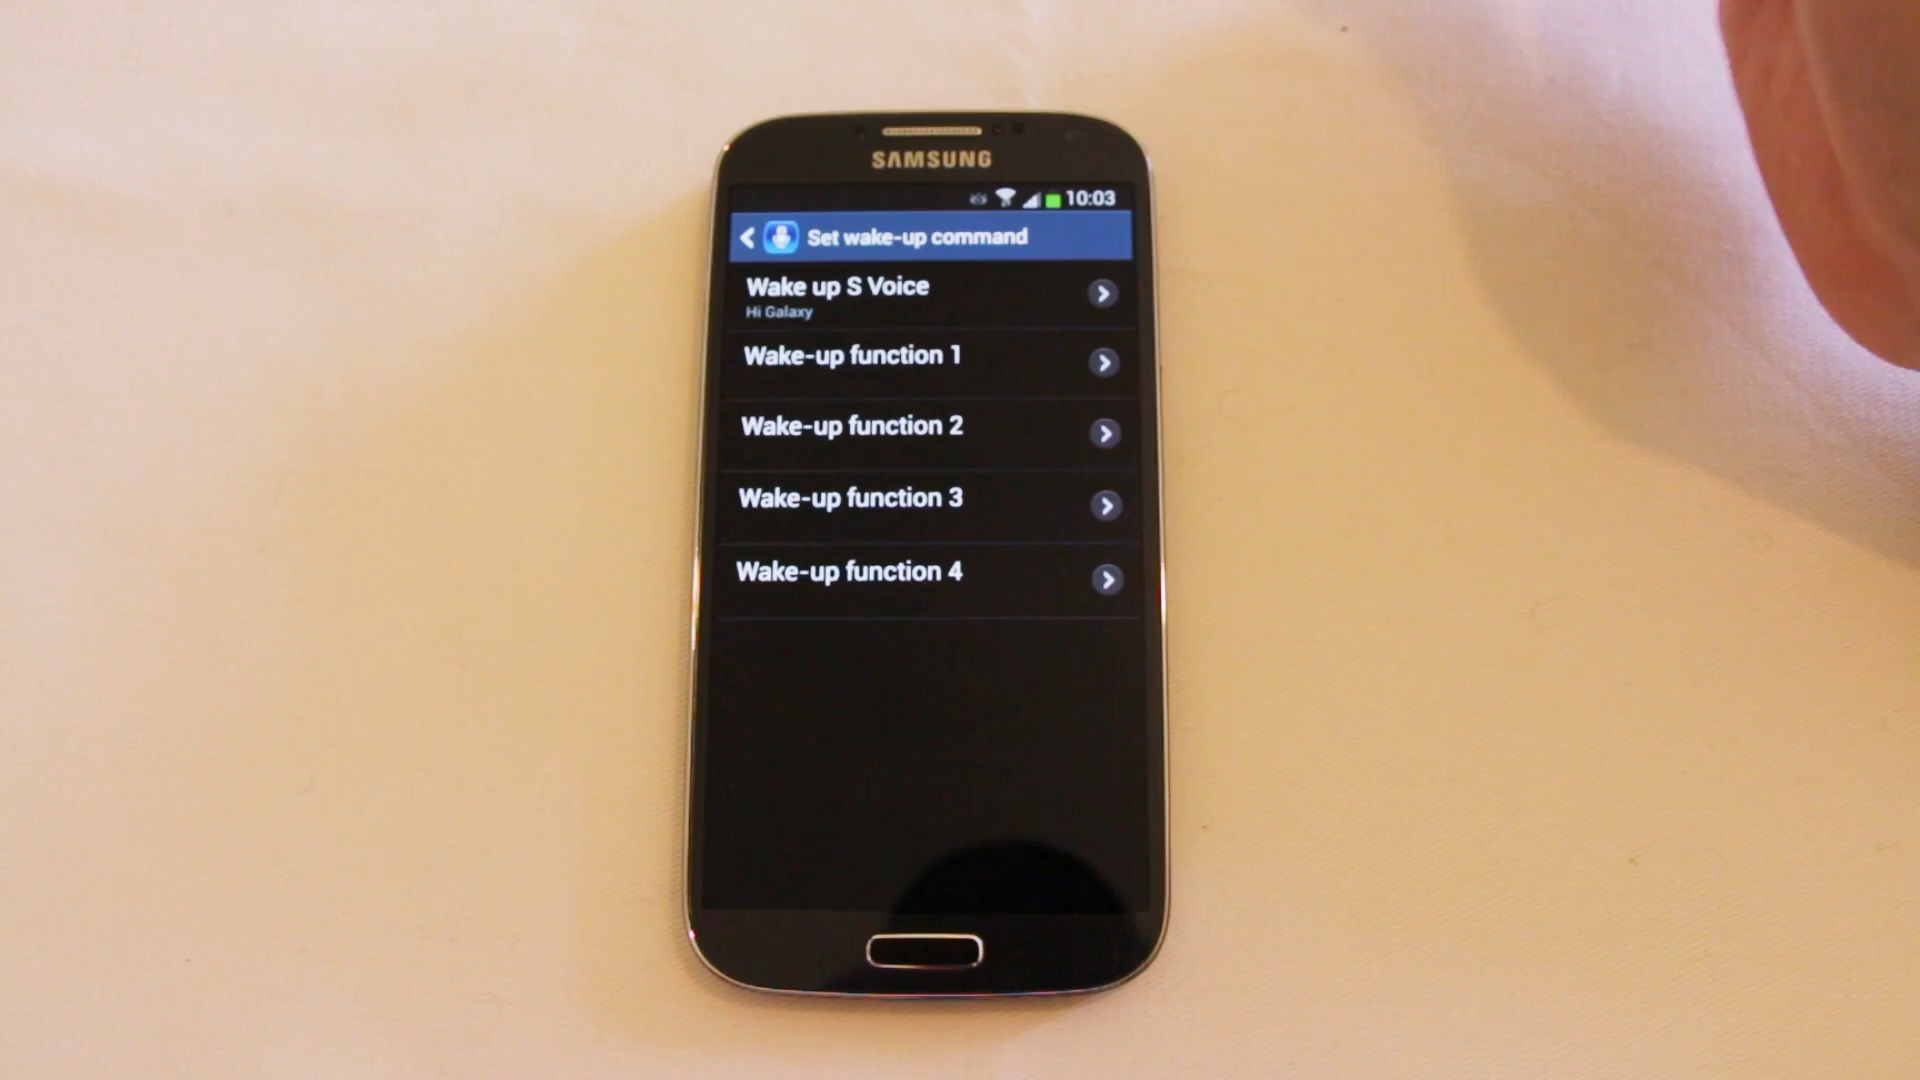 SAMSUNG
10:03
Set wake-up command
Wake up S Voice
Hi Galaxy
Wake-up function 1
Wake-up function 2
Wake-up function 3
Wake-up function 4